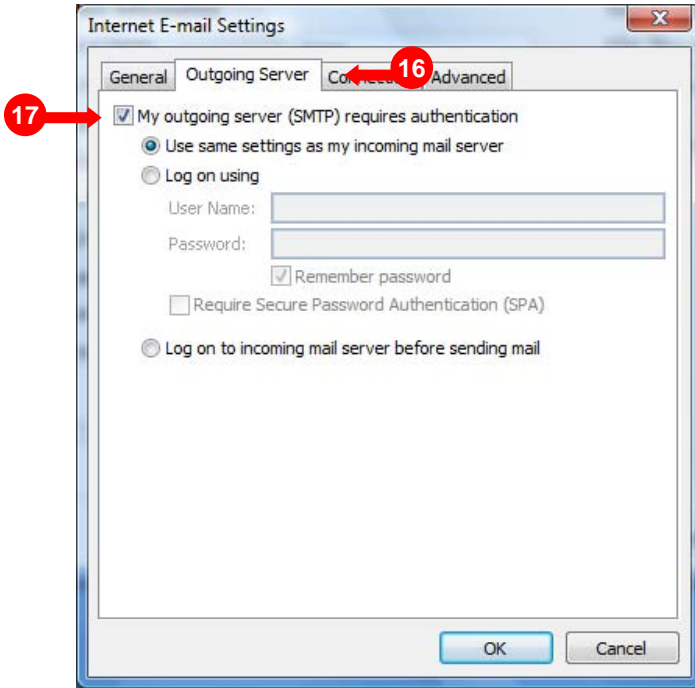 Internet E-mail Settings
General Outgoing Server 16 Advanced
17 My outgoing server (SMTP) requires authentication
Use same settings as my incoming mail server
Log on using
User Name:
Password:
Remember password
Require Secure Password Authentication (SPA)
Log on to incoming mail server before sending mail
OK Cancel